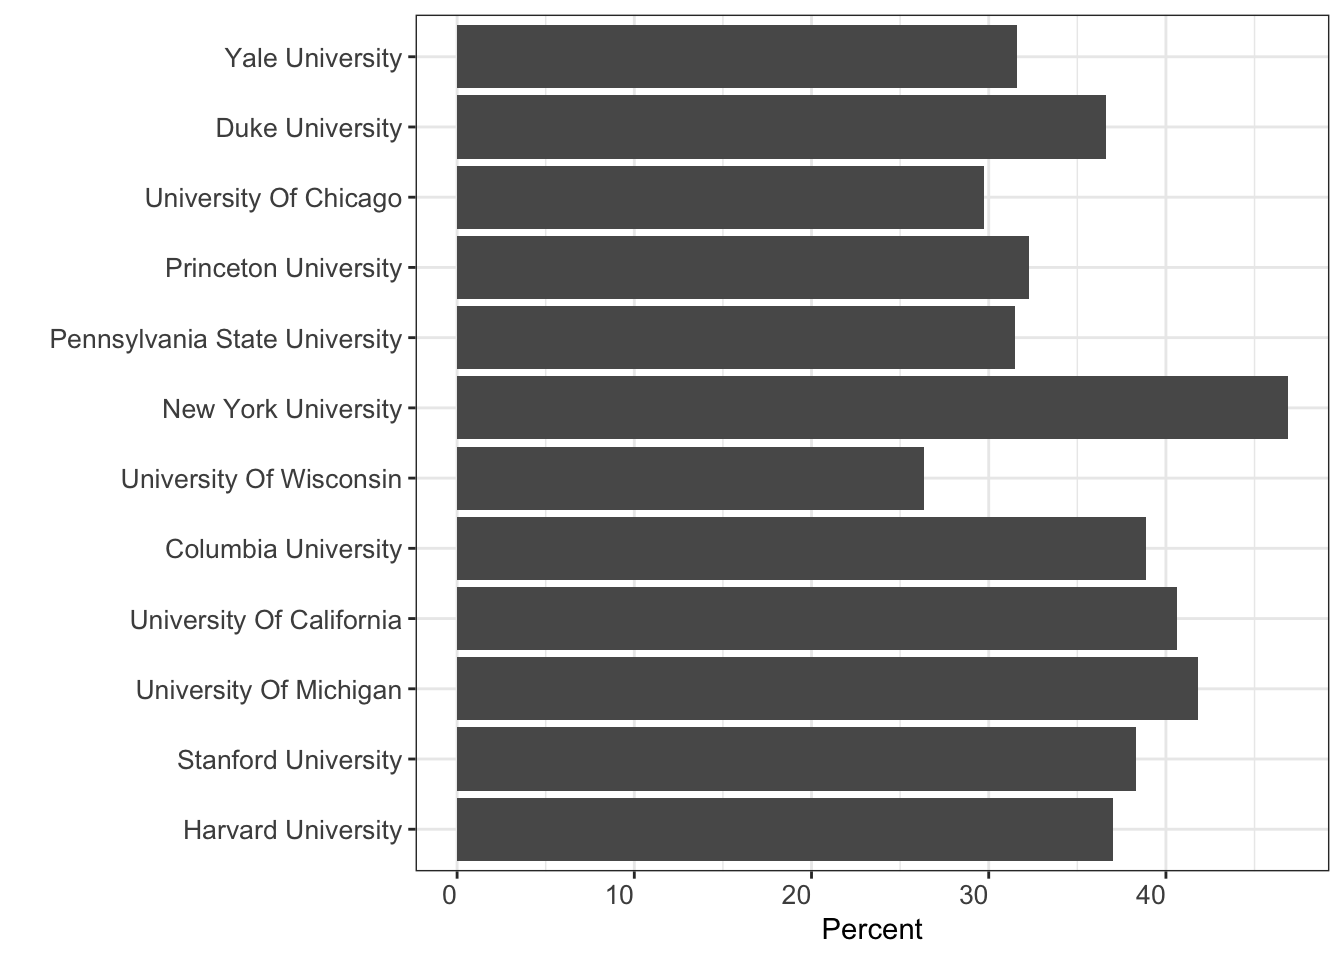 Yale University
Duke University
University Of Chicago
Princeton University
Pennsylvania State University
New York University
University Of Wisconsin
Columbia University
University Of California
University Of Michigan
Stanford University
Harvard University
0 10 20 30 40
Percent